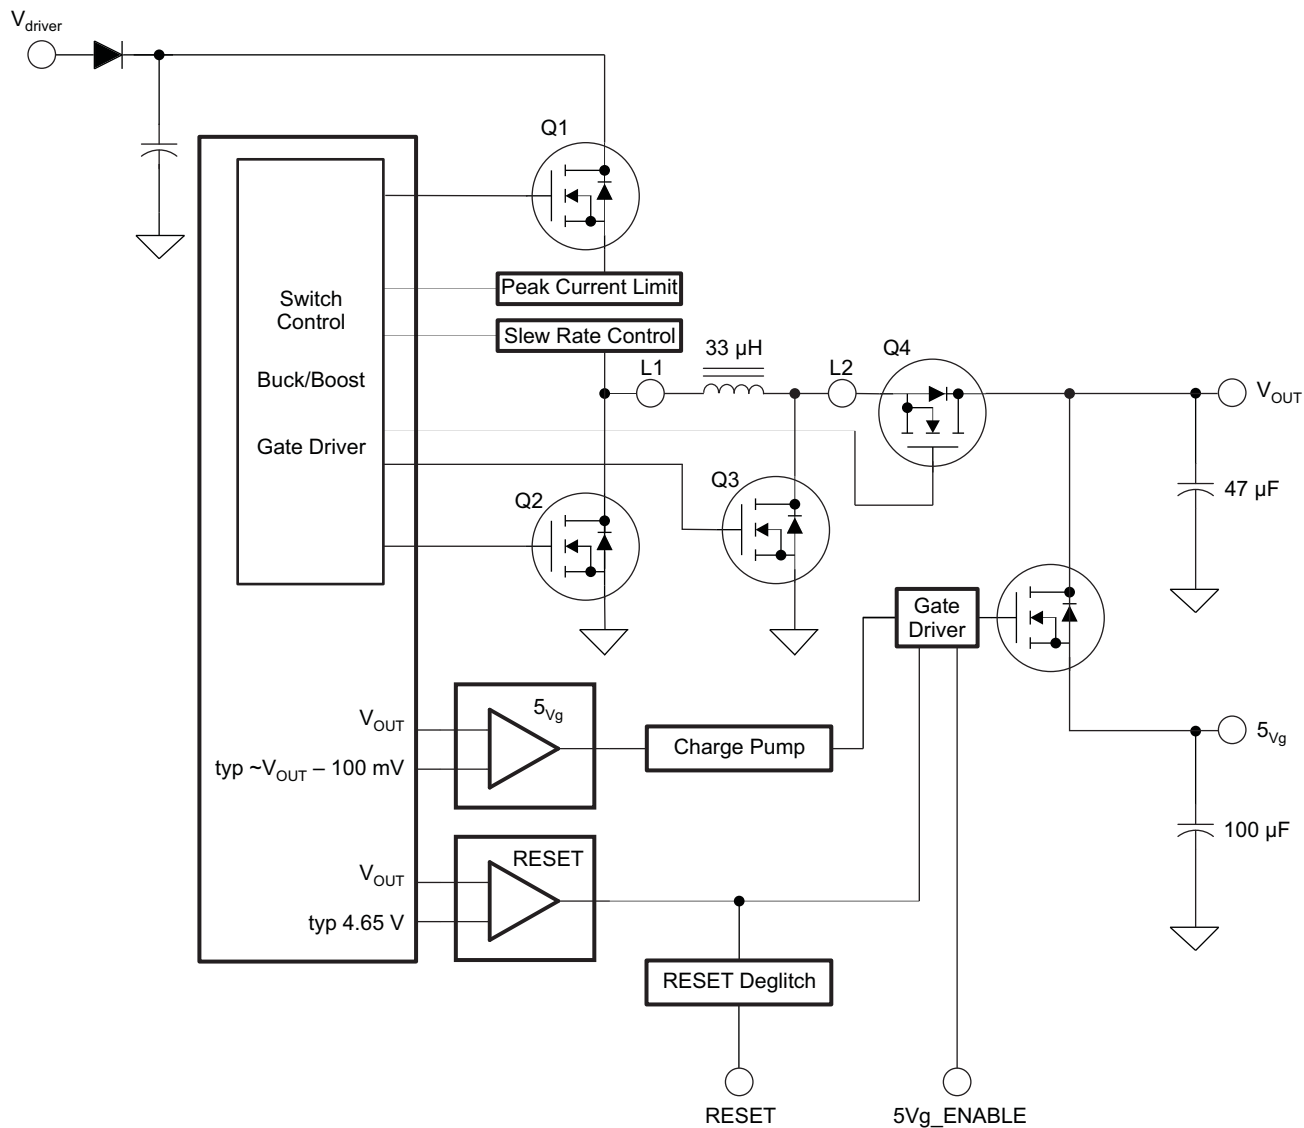 Vdriver
Q1
Peak Current Limit
Switch
Control
Slew Rate Control
33 µH
Q4
L1
L2
VOUT
Buck/Boost
Gate Driver
Q3
Q2
47 µF
Gate
Driver
VOUT
5Vg
Charge Pump
5Vg
typ ~VOUT – 100 mV
100 µF
RESET
VOUT
typ 4.65 V
RESET Deglitch
RESET
5Vg_ENABLE